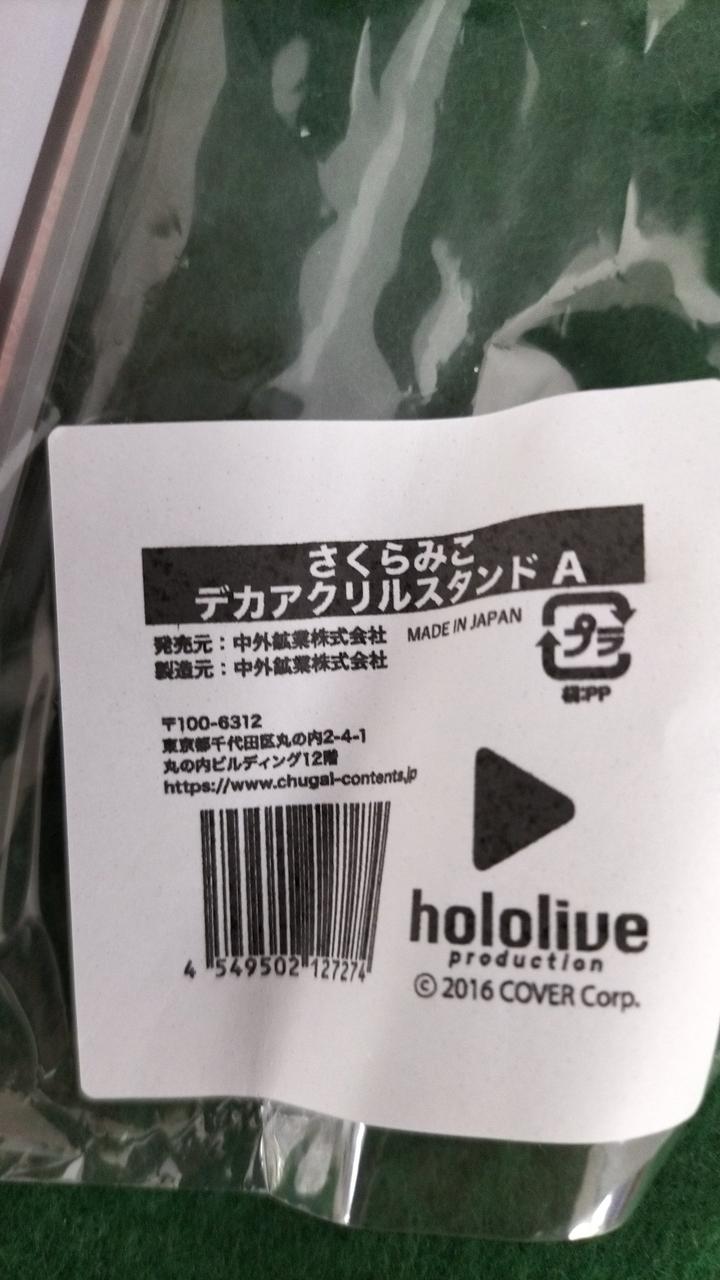 さくらみこ
デカアクリルスタンド A
発売元：中外鉱業株式会社
製造元：中外鉱業株式会社
MADE IN JAPAN
プラ
袋:PP
〒100-6312
東京都千代田区丸の内2-4-1
丸の内ビルディング12階
https://www.chugai-contents.jp
4 549502 127274
hololive
production
© 2016 COVER Corp.